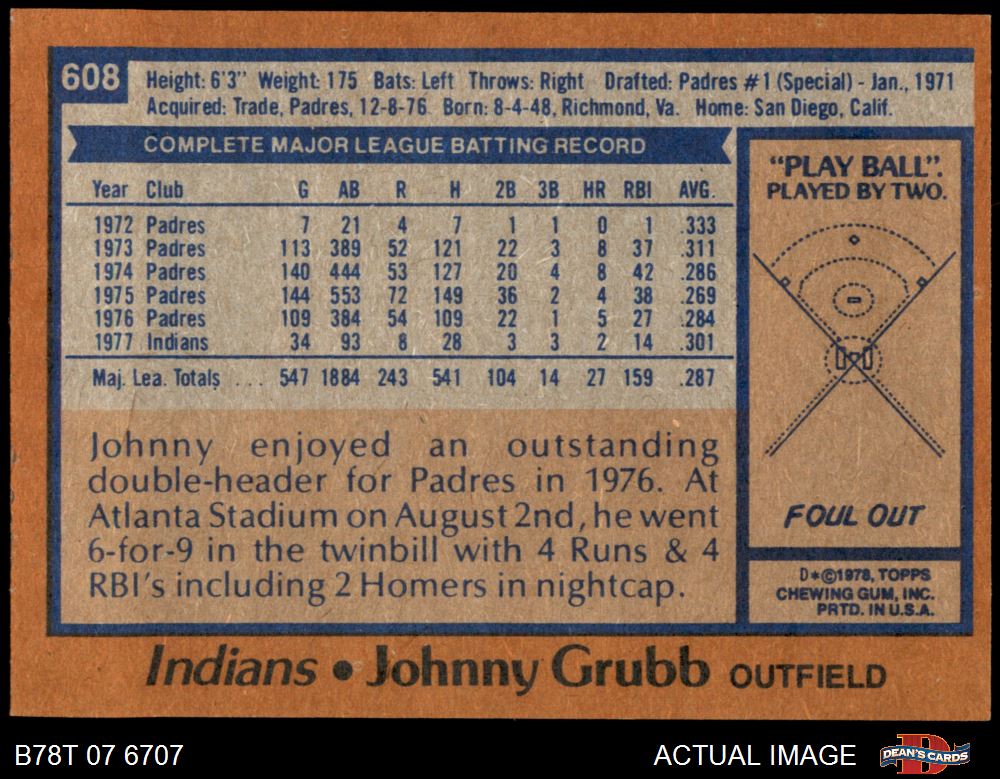 608
Height: 6'3" Weight: 175 Bats: Left Throws: Right Drafted: Padres #1 (Special) - Jan., 1971
Acquired: Trade, Padres, 12-8-76 Born: 8-4-48, Richmond, Va. Home: San Diego, Calif.
COMPLETE MAJOR LEAGUE BATTING RECORD
Year Club G AB R H 2B 3B HR RBI AVG.
1972 Padres 7 21 4 7 1 1 0 1 .333
1973 Padres 113 389 52 121 22 3 8 37 .311
1974 Padres 140 444 53 127 20 4 8 42 .286
1975 Padres 144 553 72 149 36 2 4 38 .269
1976 Padres 109 384 54 109 22 1 5 27 .284
1977 Indians 34 93 8 28 3 3 2 14 .301
Maj. Lea. Totals ... 547 1884 243 541 104 14 27 159 .287
Johnny enjoyed an outstanding
double-header for Padres in 1976. At
Atlanta Stadium on August 2nd, he went
6-for-9 in the twinbill with 4 Runs & 4
RBI's including 2 Homers in nightcap.
"PLAY BALL".
PLAYED BY TWO.
FOUL OUT
D*©1978, TOPPS
CHEWING GUM, INC.
PRTD. IN U.S.A.
Indians • Johnny Grubb OUTFIELD
B78T 07 6707
ACTUAL IMAGE
DEAN'S CARDS